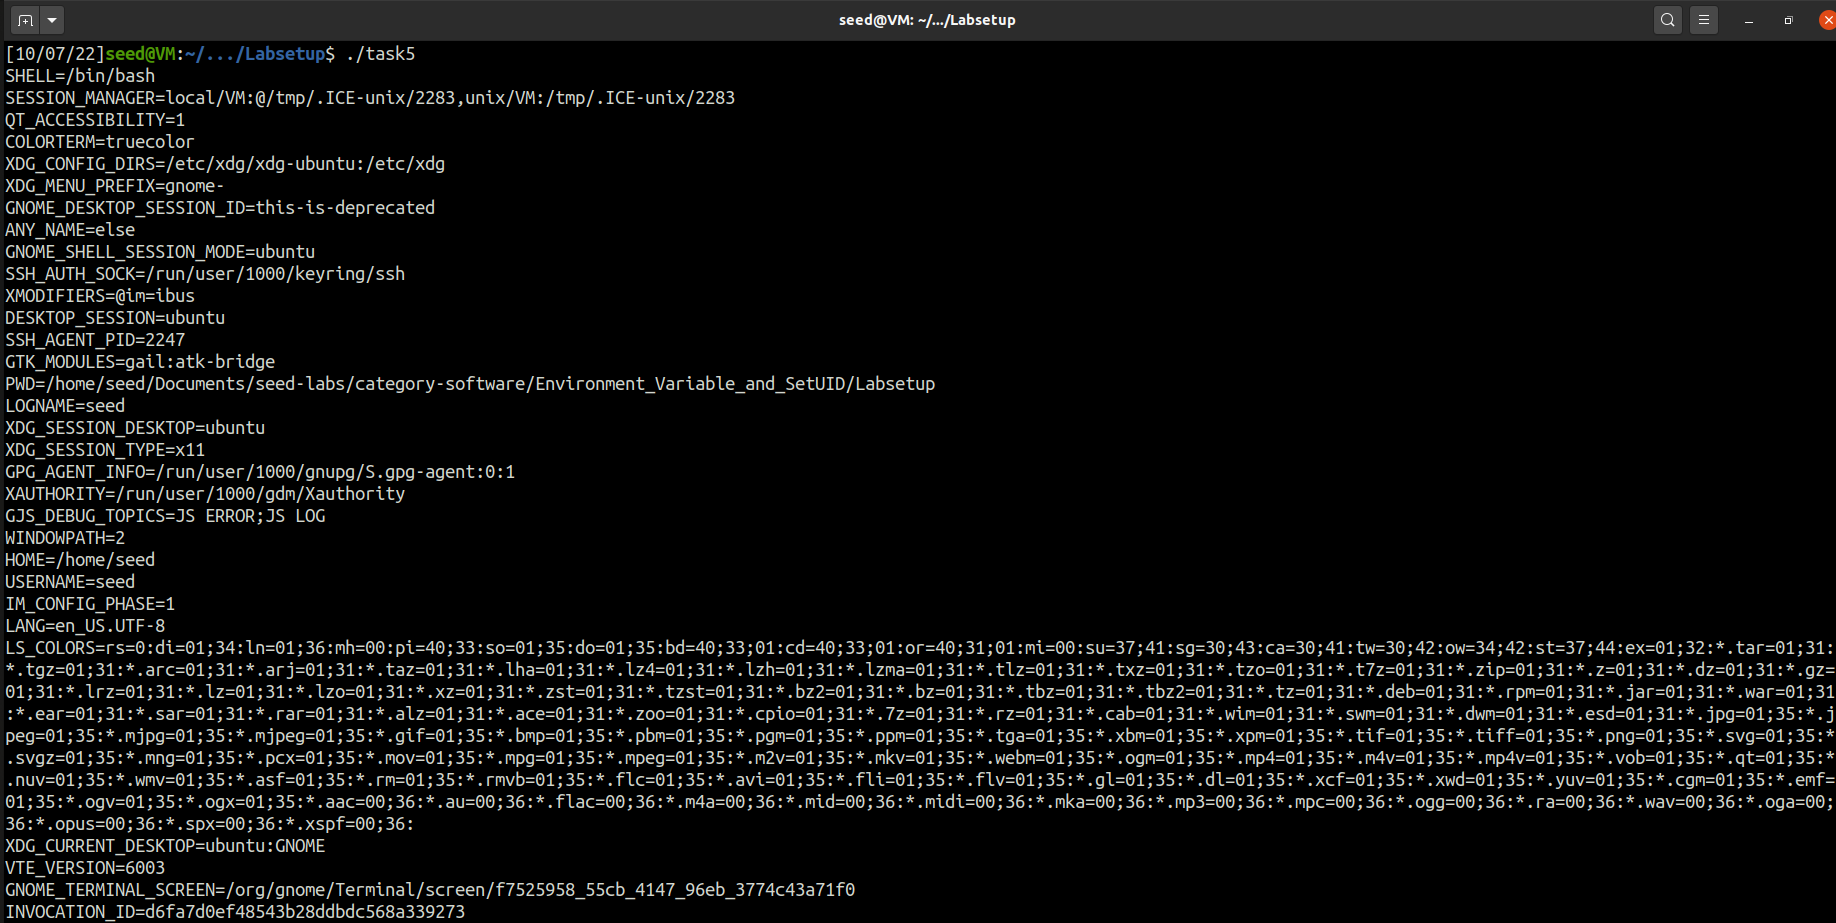 seed@VM: ~/.../Labsetup
[10/07/22]seed@VM:~/.../Labsetup$ ./task5
SHELL=/bin/bash
SESSION_MANAGER=local/VM:@/tmp/.ICE-unix/2283,unix/VM:/tmp/.ICE-unix/2283
QT_ACCESSIBILITY=1
COLORTERM=truecolor
XDG_CONFIG_DIRS=/etc/xdg/xdg-ubuntu:/etc/xdg
XDG_MENU_PREFIX=gnome-
GNOME_DESKTOP_SESSION_ID=this-is-deprecated
ANY_NAME=else
GNOME_SHELL_SESSION_MODE=ubuntu
SSH_AUTH_SOCK=/run/user/1000/keyring/ssh
XMODIFIERS=@im=ibus
DESKTOP_SESSION=ubuntu
SSH_AGENT_PID=2247
GTK_MODULES=gail:atk-bridge
PWD=/home/seed/Documents/seed-labs/category-software/Environment_Variable_and_SetUID/Labsetup
LOGNAME=seed
XDG_SESSION_DESKTOP=ubuntu
XDG_SESSION_TYPE=x11
GPG_AGENT_INFO=/run/user/1000/gnupg/S.gpg-agent:0:1
XAUTHORITY=/run/user/1000/gdm/Xauthority
GJS_DEBUG_TOPICS=JS ERROR;JS LOG
WINDOWPATH=2
HOME=/home/seed
USERNAME=seed
IM_CONFIG_PHASE=1
LANG=en_US.UTF-8
LS_COLORS=rs=0:di=01;34:ln=01;36:mh=00:pi=40;33:so=01;35:do=01;35:bd=40;33;01:cd=40;33;01:or=40;31;01:mi=00:su=37;41:sg=30;43:ca=30;41:tw=30;42:ow=34;42:st=37;44:ex=01;32:*.tar=01;31:
*.tgz=01;31:*.arc=01;31:*.arj=01;31:*.taz=01;31:*.lha=01;31:*.lz4=01;31:*.lzh=01;31:*.lzma=01;31:*.tlz=01;31:*.txz=01;31:*.tzo=01;31:*.t7z=01;31:*.zip=01;31:*.z=01;31:*.dz=01;31:*.gz=
01;31:*.lrz=01;31:*.lz=01;31:*.lzo=01;31:*.xz=01;31:*.zst=01;31:*.tzst=01;31:*.bz2=01;31:*.bz=01;31:*.tbz=01;31:*.tbz2=01;31:*.tz=01;31:*.deb=01;31:*.rpm=01;31:*.jar=01;31:*.war=01;31
:*.ear=01;31:*.sar=01;31:*.rar=01;31:*.alz=01;31:*.ace=01;31:*.zoo=01;31:*.cpio=01;31:*.7z=01;31:*.rz=01;31:*.cab=01;31:*.wim=01;31:*.swm=01;31:*.dwm=01;31:*.esd=01;31:*.jpg=01;35:*.j
peg=01;35:*.mjpg=01;35:*.mjpeg=01;35:*.gif=01;35:*.bmp=01;35:*.pbm=01;35:*.pgm=01;35:*.ppm=01;35:*.tga=01;35:*.xbm=01;35:*.xpm=01;35:*.tif=01;35:*.tiff=01;35:*.png=01;35:*.svg=01;35:*
.svgz=01;35:*.mng=01;35:*.pcx=01;35:*.mov=01;35:*.mpg=01;35:*.mpeg=01;35:*.m2v=01;35:*.mkv=01;35:*.webm=01;35:*.ogm=01;35:*.mp4=01;35:*.m4v=01;35:*.mp4v=01;35:*.vob=01;35:*.qt=01;35:*
.nuv=01;35:*.wmv=01;35:*.asf=01;35:*.rm=01;35:*.rmvb=01;35:*.flc=01;35:*.avi=01;35:*.fli=01;35:*.flv=01;35:*.gl=01;35:*.dl=01;35:*.xcf=01;35:*.xwd=01;35:*.yuv=01;35:*.cgm=01;35:*.emf=
01;35:*.ogv=01;35:*.ogx=01;35:*.aac=00;36:*.au=00;36:*.flac=00;36:*.m4a=00;36:*.mid=00;36:*.midi=00;36:*.mka=00;36:*.mp3=00;36:*.mpc=00;36:*.ogg=00;36:*.ra=00;36:*.wav=00;36:*.oga=00;
36:*.opus=00;36:*.spx=00;36:*.xspf=00;36:
XDG_CURRENT_DESKTOP=ubuntu:GNOME
VTE_VERSION=6003
GNOME_TERMINAL_SCREEN=/org/gnome/Terminal/screen/f7525958_55cb_4147_96eb_3774c43a71f0
INVOCATION_ID=d6fa7d0ef48543b28ddbdc568a339273